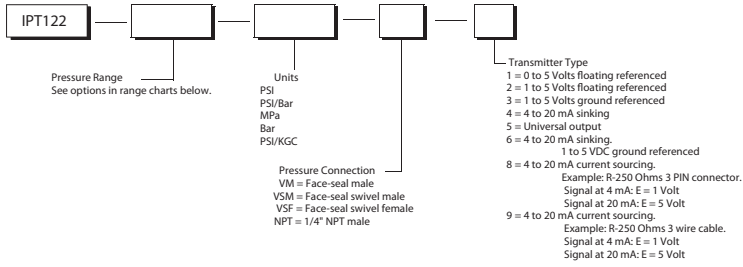 IPT122
Pressure Range
See options in range charts below.
Units
PSI
PSI/Bar
MPa
Bar
PSI/KGC
Pressure Connection
VM = Face-seal male
VSM = Face-seal swivel male
VSF = Face-seal swivel female
NPT = 1/4" NPT male
Transmitter Type
1 = 0 to 5 Volts floating referenced
2 = 1 to 5 Volts floating referenced
3 = 1 to 5 Volts ground referenced
4 = 4 to 20 mA sinking
5 = Universal output
6 = 4 to 20 mA sinking.
1 to 5 VDC ground referenced
8 = 4 to 20 mA current sourcing.
Example: R-250 Ohms 3 PIN connector.
Signal at 4 mA: E = 1 Volt
Signal at 20 mA: E = 5 Volt
9 = 4 to 20 mA current sourcing.
Example: R-250 Ohms 3 wire cable.
Signal at 4 mA: E = 1 Volt
Signal at 20 mA: E = 5 Volt